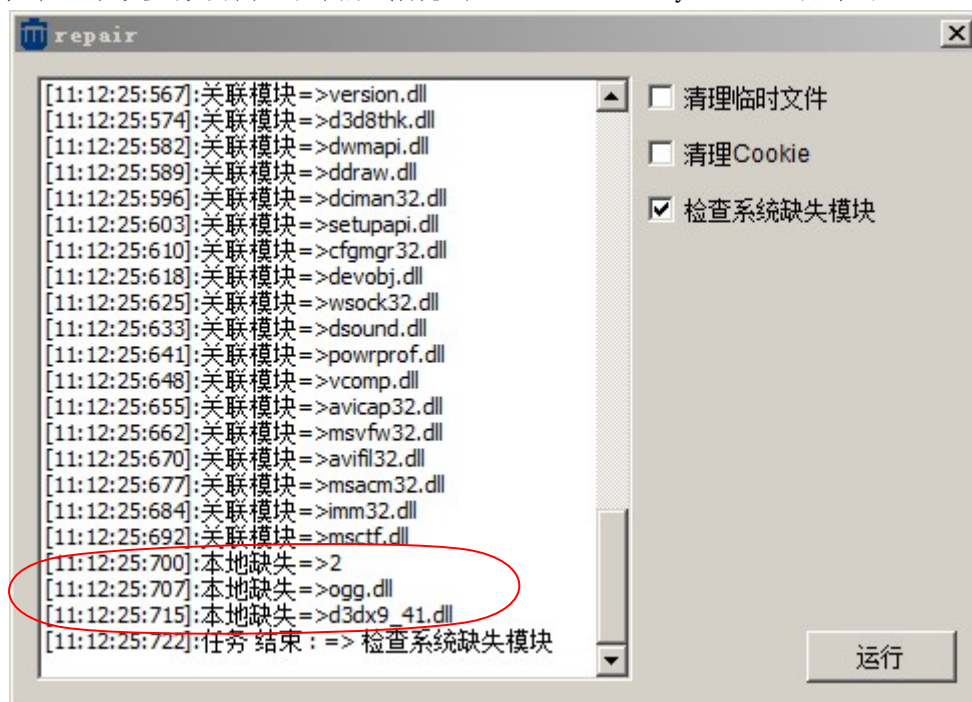 repair
[11:12:25:567]:关联模块=>version.dll
[11:12:25:574]:关联模块=>d3d8thk.dll
[11:12:25:582]:关联模块=>dwmapi.dll
[11:12:25:589]:关联模块=>ddraw.dll
[11:12:25:596]:关联模块=>dciman32.dll
[11:12:25:603]:关联模块=>setupapi.dll
[11:12:25:610]:关联模块=>cfgmgr32.dll
[11:12:25:618]:关联模块=>devobj.dll
[11:12:25:625]:关联模块=>wsock32.dll
[11:12:25:633]:关联模块=>dsound.dll
[11:12:25:641]:关联模块=>powrprof.dll
[11:12:25:648]:关联模块=>vcomp.dll
[11:12:25:655]:关联模块=>avicap32.dll
[11:12:25:662]:关联模块=>msvfw32.dll
[11:12:25:670]:关联模块=>avifil32.dll
[11:12:25:677]:关联模块=>msacm32.dll
[11:12:25:684]:关联模块=>imm32.dll
[11:12:25:692]:关联模块=>msctf.dll
[11:12:25:700]:本地缺失=>2
[11:12:25:707]:本地缺失=>ogg.dll
[11:12:25:715]:本地缺失=>d3dx9_41.dll
[11:12:25:722]:任务 结束 : => 检查系统缺失模块
清理临时文件
清理Cookie
检查系统缺失模块
运行